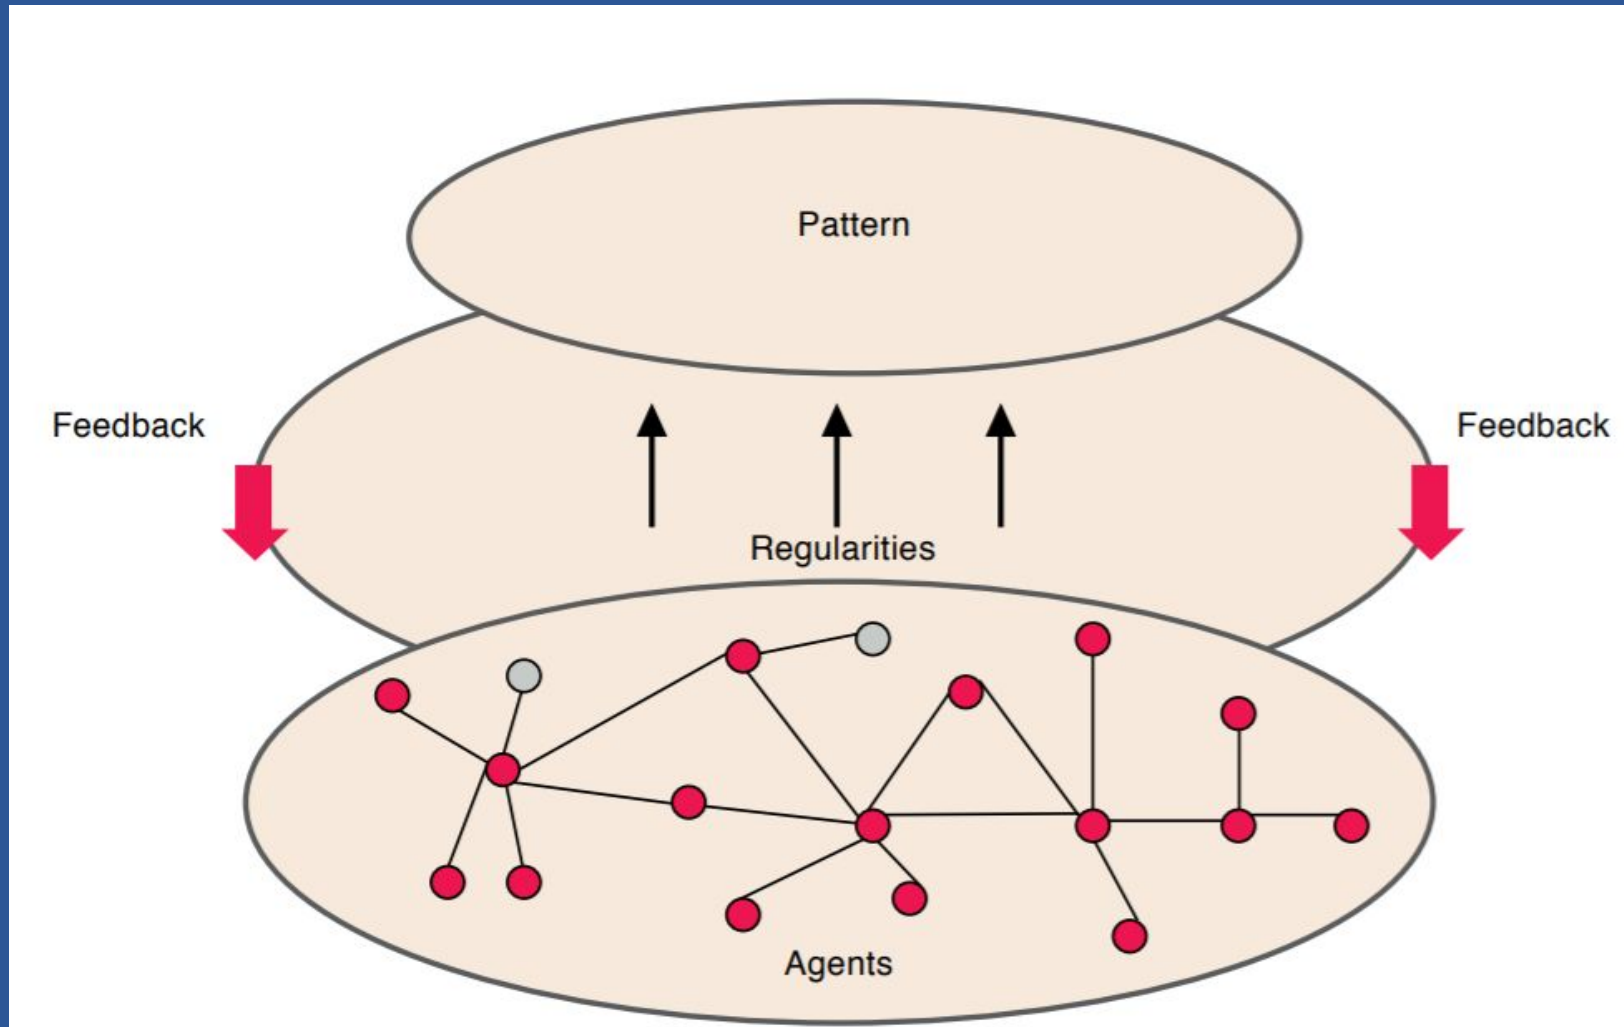 Pattern
Feedback
Feedback
Regularities
Agents